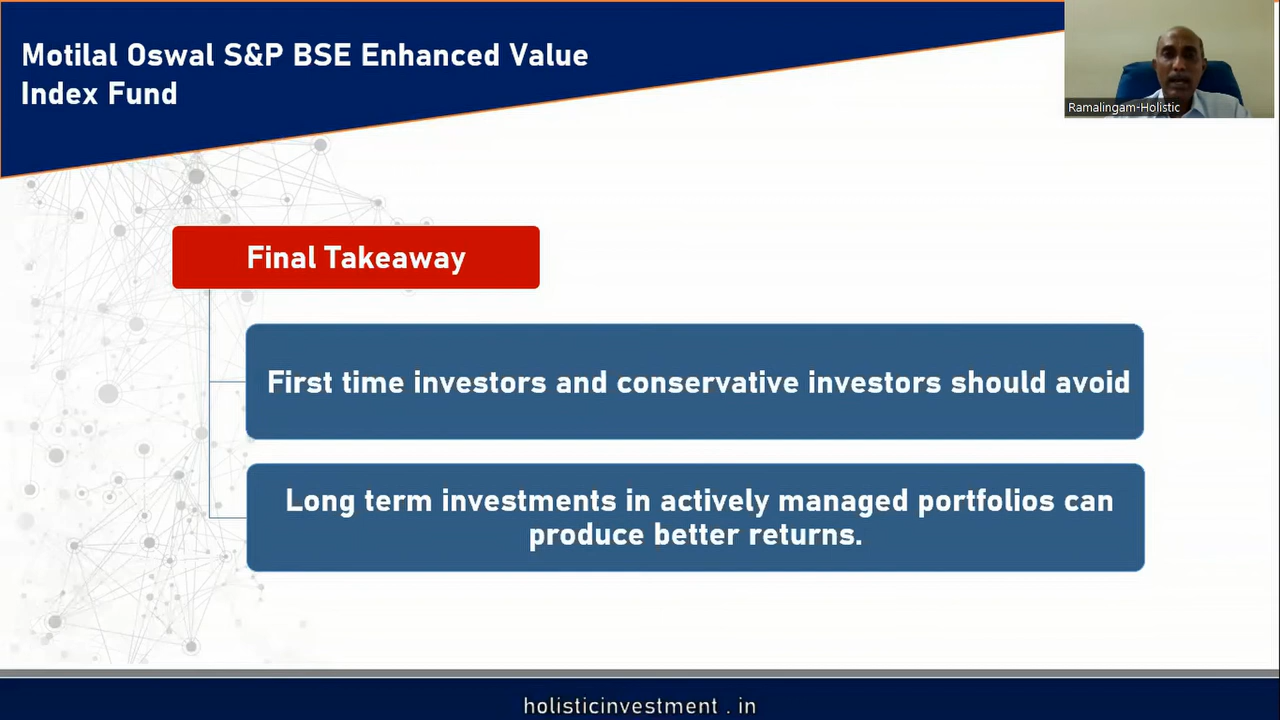 Motilal Oswal S&P BSE Enhanced Value
Index Fund
Ramalingam-Holistic
Final Takeaway
First time investors and conservative investors should avoid
Long term investments in actively managed portfolios can
produce better returns.
holisticinvestment . in